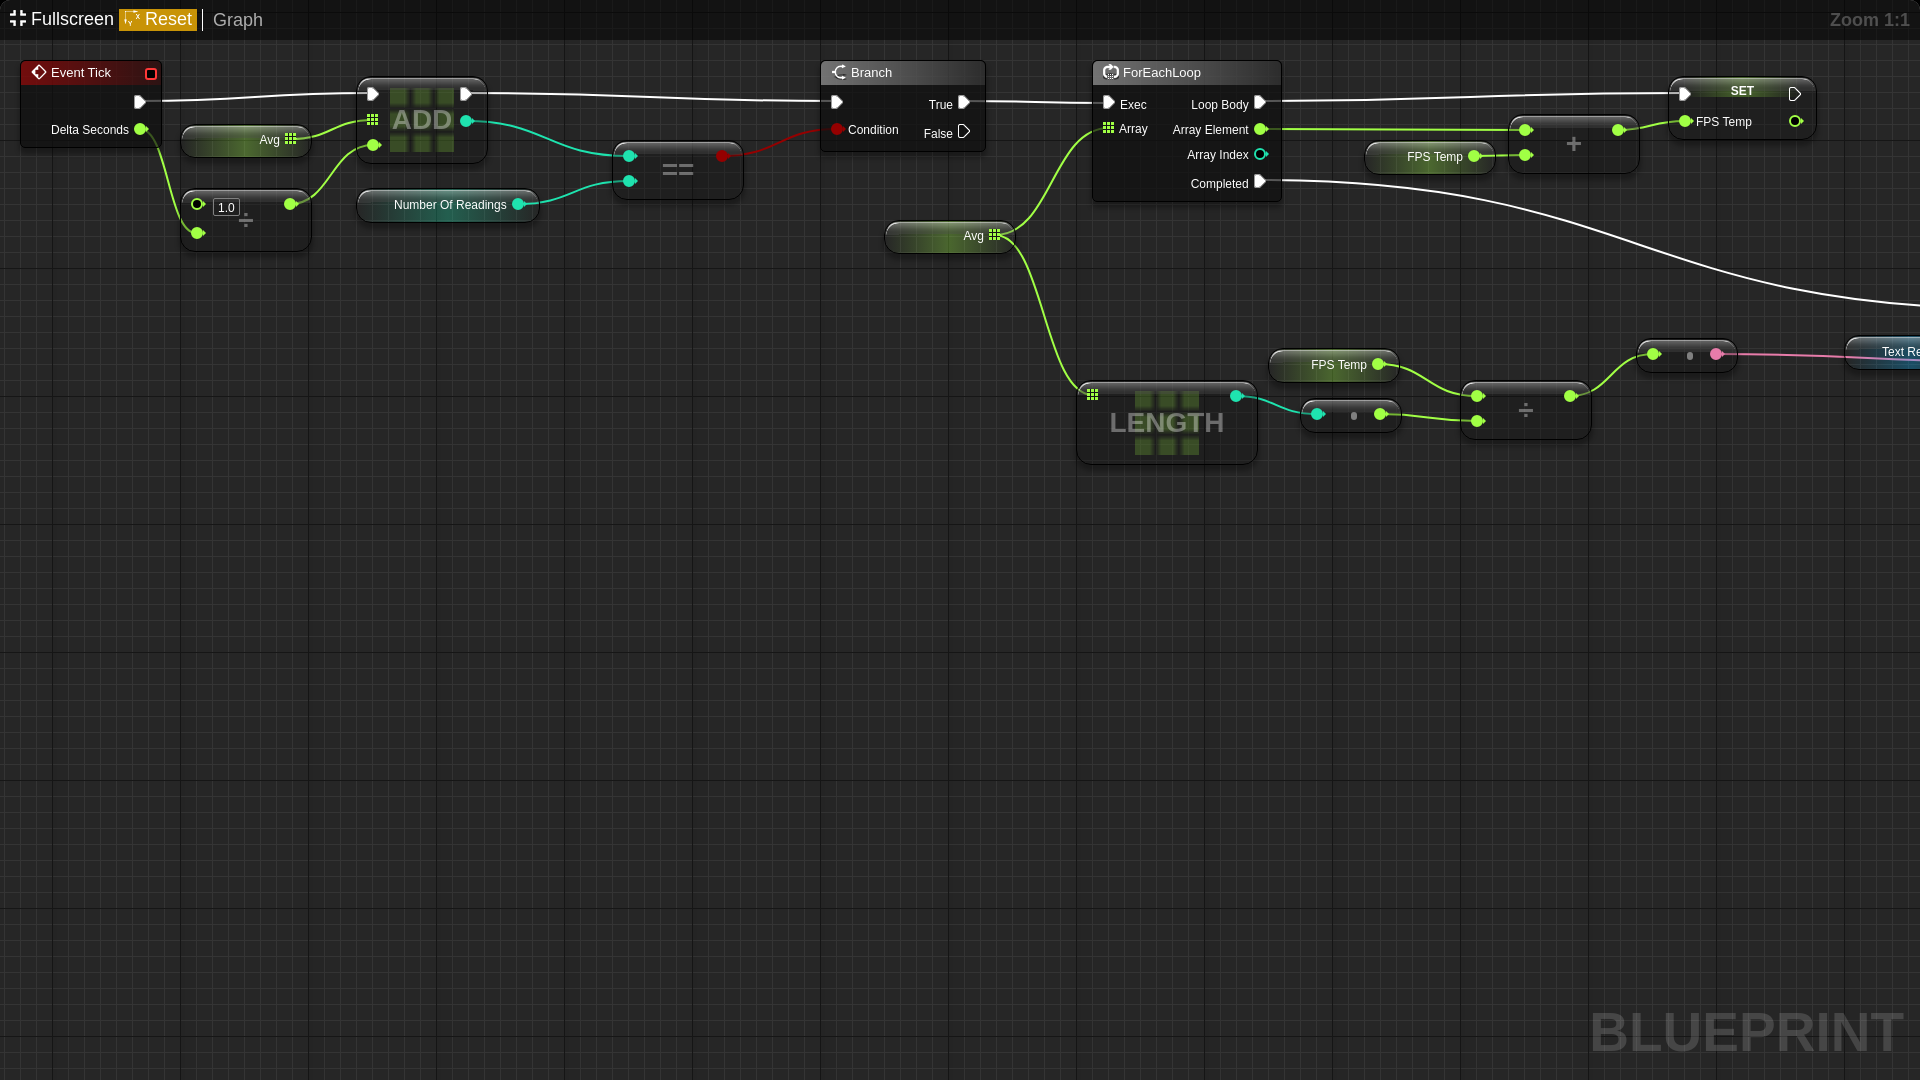 Fullscreen Reset Graph Zoom 1:1
Event Tick
Delta Seconds
Avg
1.0
÷
ADD
Number Of Readings
==
Branch
True
Condition
False
ForEachLoop
Exec Loop Body
Array Array Element
Array Index
Completed
Avg
FPS Temp
+
SET
FPS Temp
LENGTH
FPS Temp
÷
Text Re
BLUEPRINT